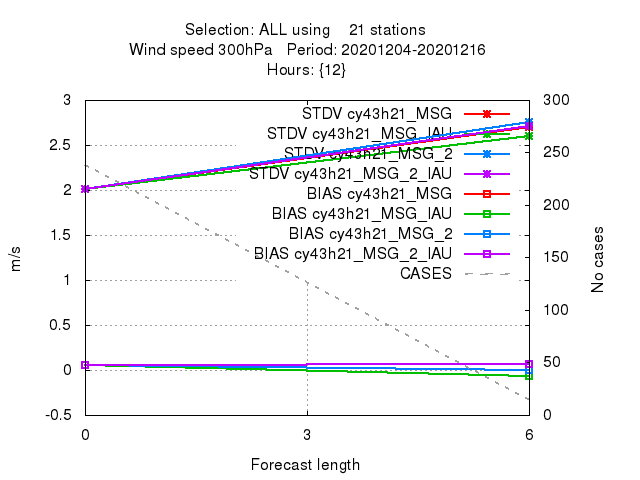 Selection: ALL using 21 stations
Wind speed 300hPa Period: 20201204-20201216
Hours: {12}
3
2.5
2
1.5
1
0.5
0
-0.5
m/s
300
250
200
150
100
50
0
No cases
STDV cy43h21_MSG
STDV cy43h21_MSG_IAU
STDV cy43h21_MSG_2
STDV cy43h21_MSG_2_IAU
BIAS cy43h21_MSG
BIAS cy43h21_MSG_IAU
BIAS cy43h21_MSG_2
BIAS cy43h21_MSG_2_IAU
CASES
0 3 6
Forecast length